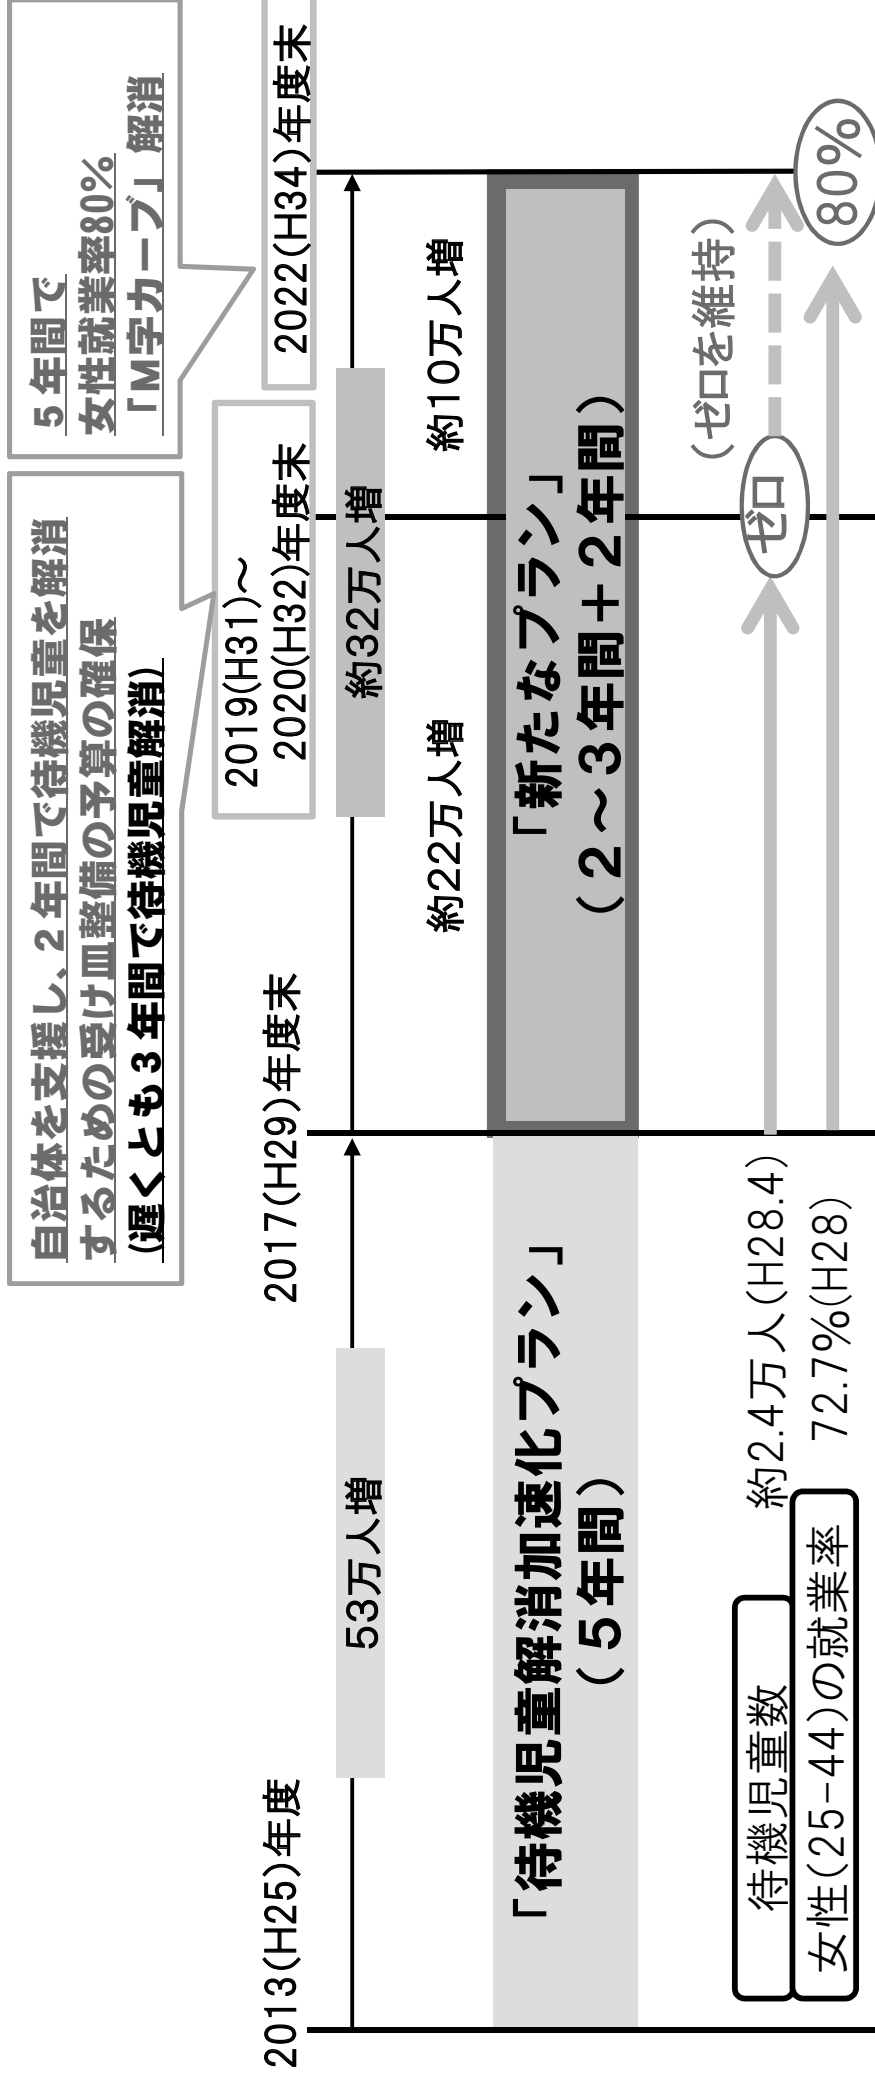 自治体を支援し、２年間で待機児童を解消
するための受け皿整備の予算の確保
(遅くとも３年間で待機児童解消)
５年間で
女性就業率80%
「Ｍ字カーブ」解消
2013(H25)年度
2017(H29)年度末
2019(H31)～
2020(H32)年度末
2022(H34)年度末
53万人増
約32万人増
約22万人増
約10万人増
「待機児童解消加速化プラン」
（５年間）
「新たなプラン」
（２～３年間＋２年間）
待機児童数
約2.4万人(H28.4)
ゼロ
（ゼロを維持）
女性(25-44)の就業率
72.7%(H28)
80%